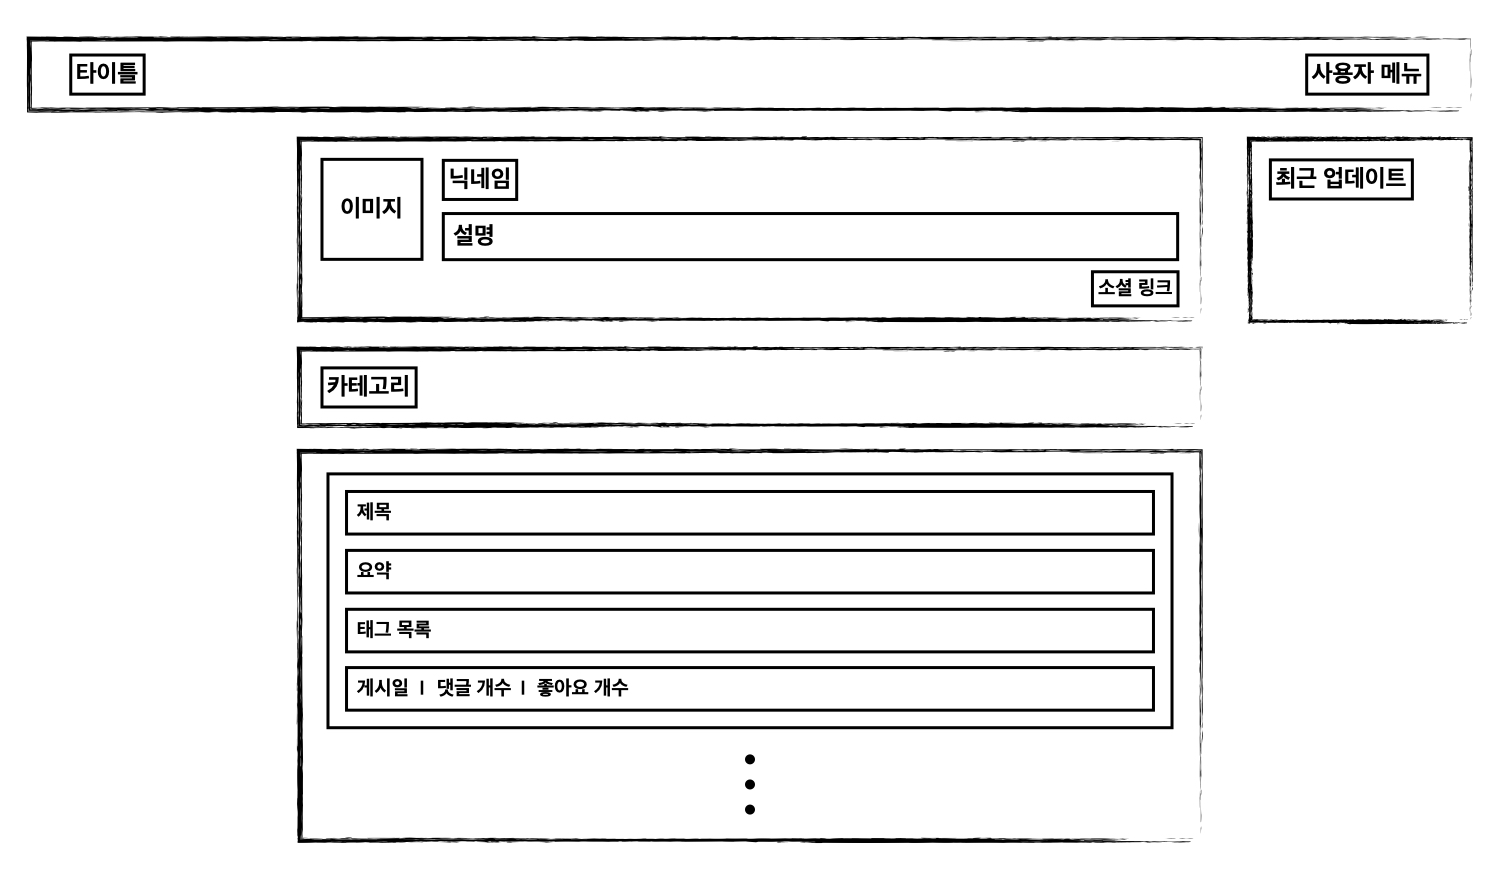 타이틀
사용자 메뉴
이미지
닉네임
설명
소셜 링크
최근 업데이트
카테고리
제목
요약
태그 목록
게시일 | 댓글 개수 | 좋아요 개수